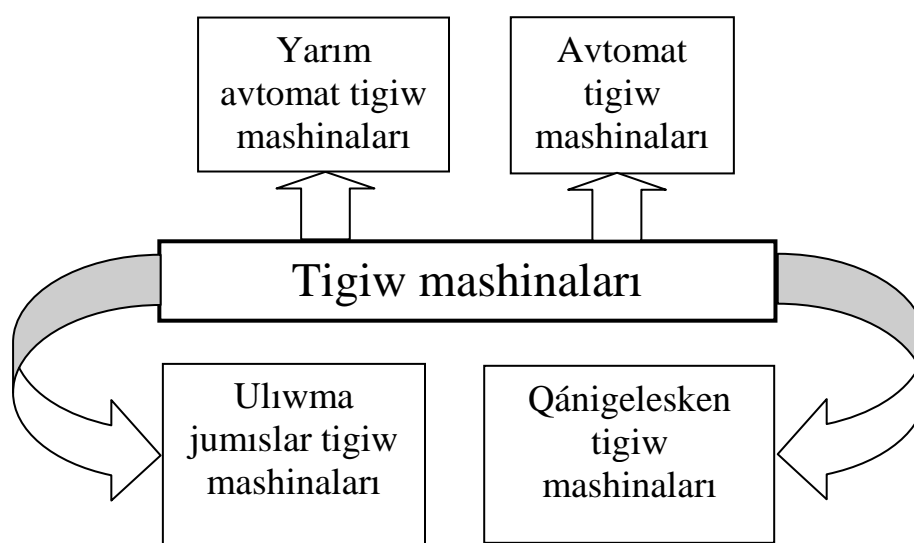 Yarım
avtomat tigiw
mashinaları
Avtomat
tigiw
mashinaları
Tigiw mashinaları
Ulıwma
jumıslar tigiw
mashinaları
Qánigelesken
tigiw
mashinaları